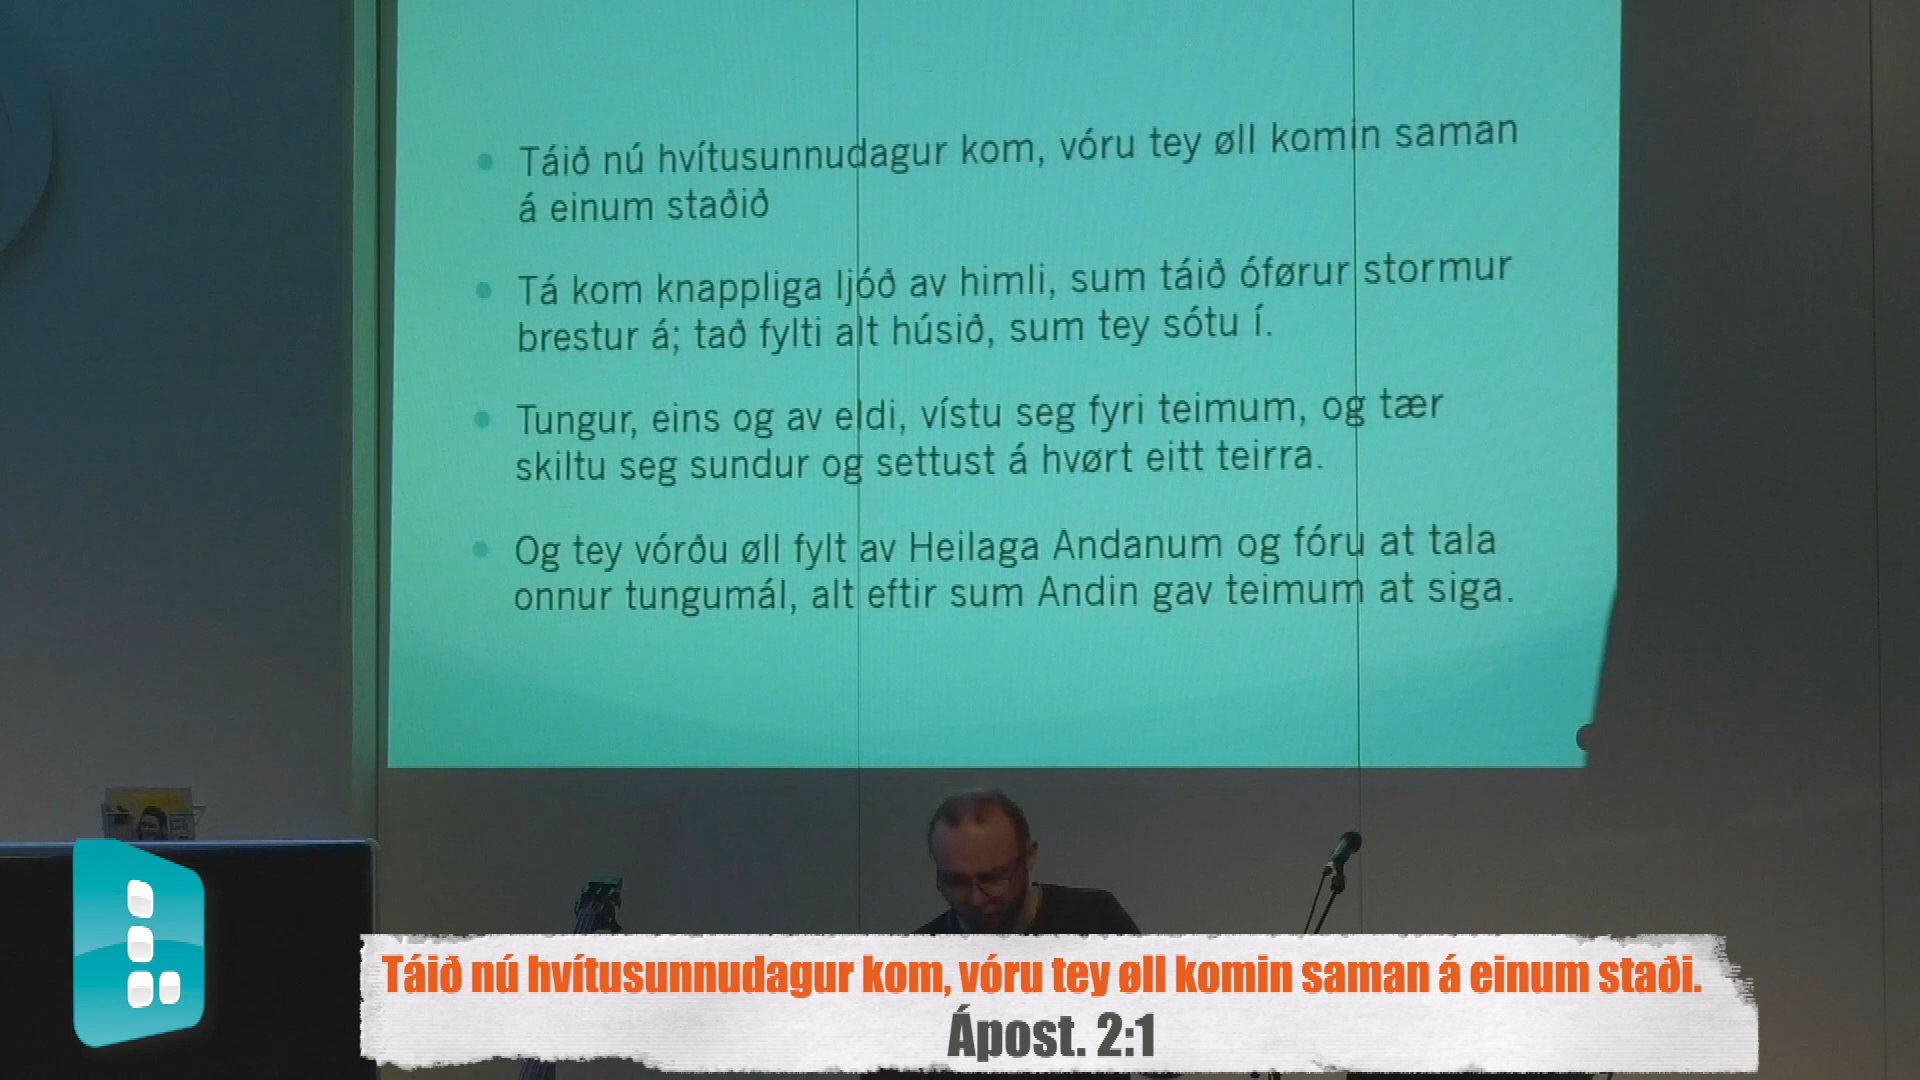 Táið nú hvítusunnudagur kom, vóru tey øll komin saman
á einum staðið
Tá kom knappliga ljóð av himli, sum táið óførur stormur
brestur á; tað fylti alt húsið, sum tey sótu í.
Tungur, eins og av eldi, vístu seg fyri teimum, og tær
skiltu seg sundur og settust á hvørt eitt teirra.
Og tey vórðu øll fylt av Heilaga Andanum og fóru at tala
onnur tungumál, alt eftir sum Andin gav teimum at siga.
Táið nú hvítusunnudagur kom, vóru tey øll komin saman á einum staði.
Ápost. 2:1